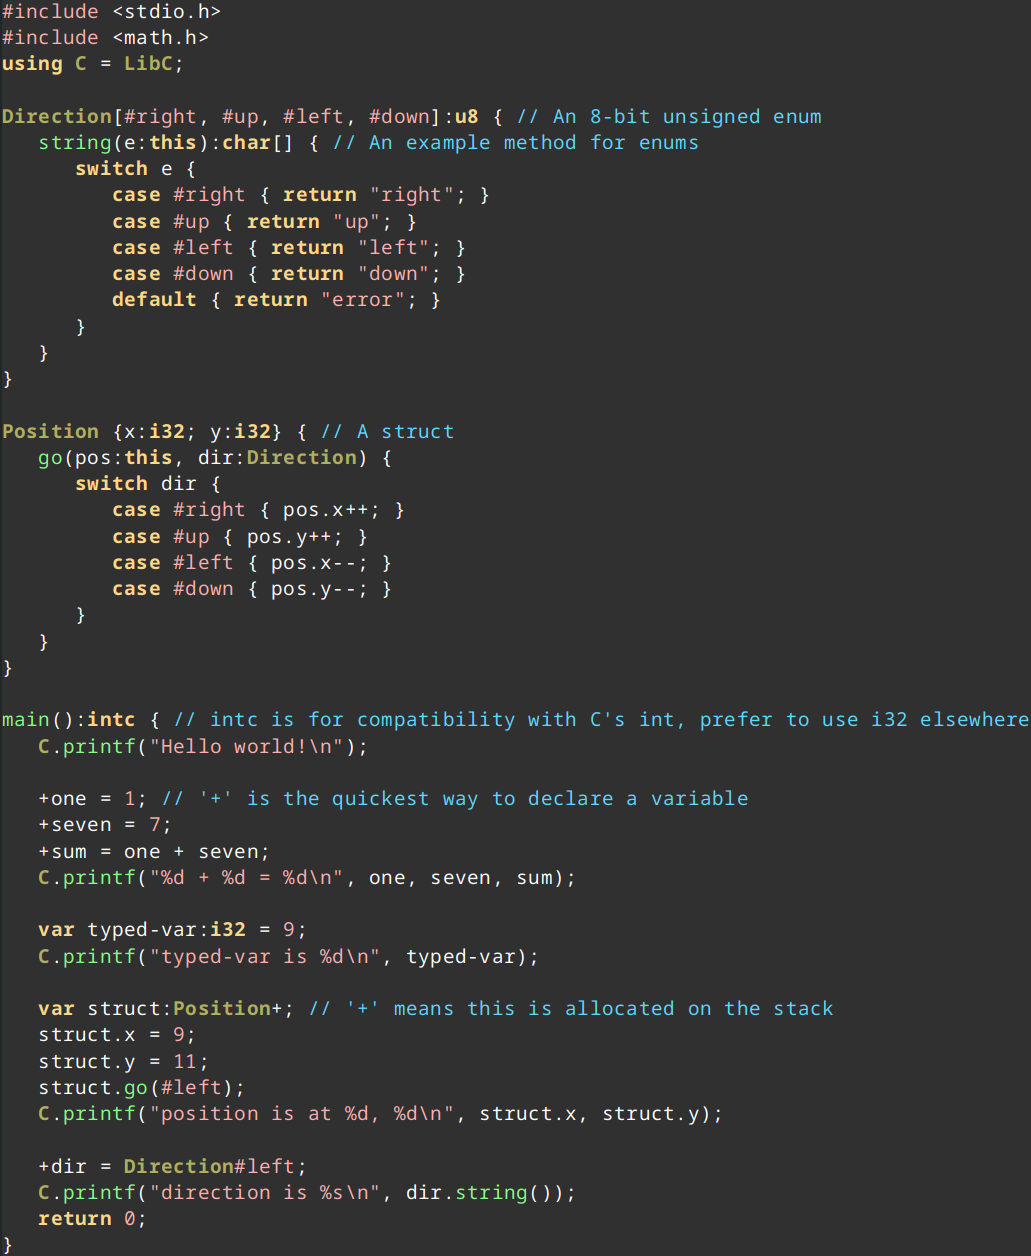 #include <stdio.h>
#include <math.h>
using C = LibC;

Direction[#right, #up, #left, #down]:u8 { // An 8-bit unsigned enum
   string(e:this):char[] { // An example method for enums
      switch e {
         case #right { return "right"; }
         case #up { return "up"; }
         case #left { return "left"; }
         case #down { return "down"; }
         default { return "error"; }
      }
   }
}

Position {x:i32; y:i32} { // A struct
   go(pos:this, dir:Direction) {
      switch dir {
         case #right { pos.x++; }
         case #up { pos.y++; }
         case #left { pos.x--; }
         case #down { pos.y--; }
      }
   }
}

main():intc { // intc is for compatibility with C's int, prefer to use i32 elsewhere
   C.printf("Hello world!\n");

   +one = 1; // '+' is the quickest way to declare a variable
   +seven = 7;
   +sum = one + seven;
   C.printf("%d + %d = %d\n", one, seven, sum);

   var typed-var:i32 = 9;
   C.printf("typed-var is %d\n", typed-var);

   var struct:Position+; // '+' means this is allocated on the stack
   struct.x = 9;
   struct.y = 11;
   struct.go(#left);
   C.printf("position is at %d, %d\n", struct.x, struct.y);

   +dir = Direction#left;
   C.printf("direction is %s\n", dir.string());
   return 0;
}